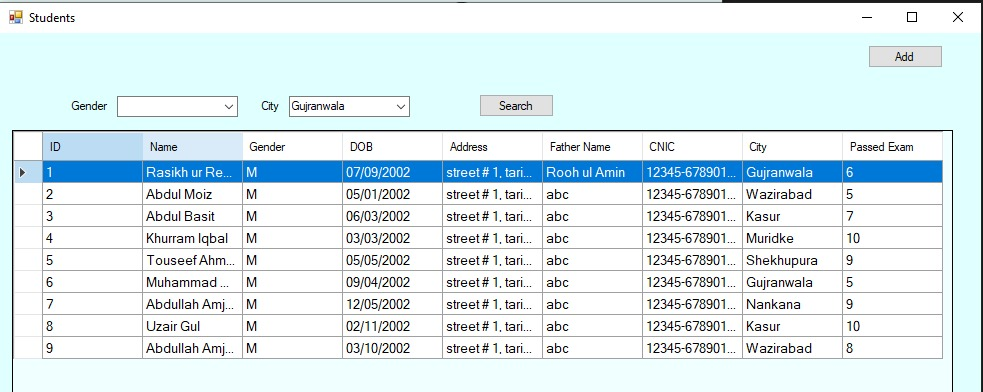 Students
Add
Gender City Gujranwala Search
ID Name Gender DOB Address Father Name CNIC City Passed Exam
1 Rasikh ur Re... M 07/09/2002 street # 1, tari... Rooh ul Amin 12345-678901... Gujranwala 6
2 Abdul Moiz M 05/01/2002 street # 1, tari... abc 12345-678901... Wazirabad 5
3 Abdul Basit M 06/03/2002 street # 1, tari... abc 12345-678901... Kasur 7
4 Khurram Iqbal M 03/03/2002 street # 1, tari... abc 12345-678901... Muridke 10
5 Touseef Ahm... M 05/05/2002 street # 1, tari... abc 12345-678901... Shekhupura 9
6 Muhammad ... M 09/04/2002 street # 1, tari... abc 12345-678901... Gujranwala 5
7 Abdullah Amj... M 12/05/2002 street # 1, tari... abc 12345-678901... Nankana 9
8 Uzair Gul M 02/11/2002 street # 1, tari... abc 12345-678901... Kasur 10
9 Abdullah Amj... M 03/10/2002 street # 1, tari... abc 12345-678901... Wazirabad 8